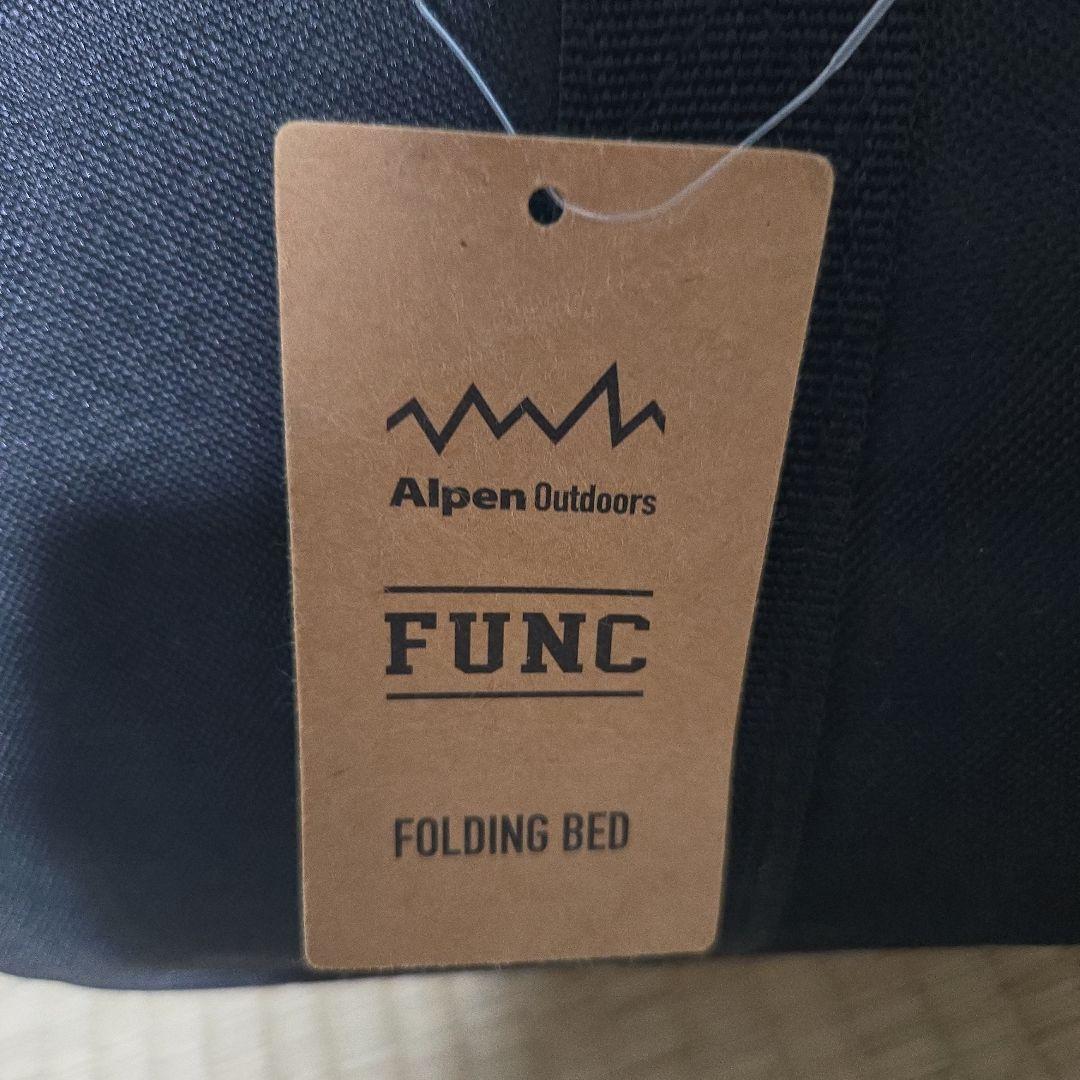 Alpen Outdoors
FUNC
FOLDING BED